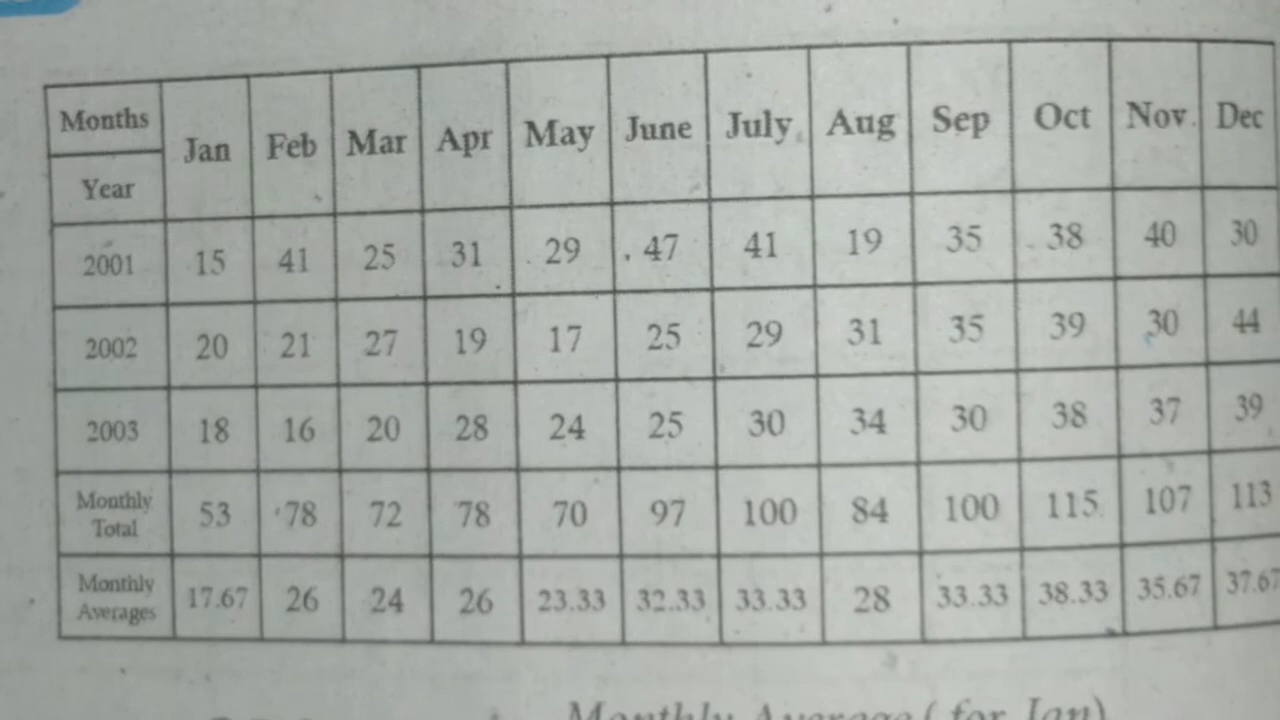 Months Jan Feb Mar Apr May June July Aug Sep Oct Nov Dec
Year
2001 15 41 25 31 29 47 41 19 35 38 40 30
2002 20 21 27 19 17 25 29 31 35 39 30 44
2003 18 16 20 28 24 25 30 34 30 38 37 39
Monthly Total 53 78 72 78 70 97 100 84 100 115 107 113
Monthly Averages 17.67 26 24 26 23.33 32.33 33.33 28 33.33 38.33 35.67 37.67
Monthly Average ( for Jan)